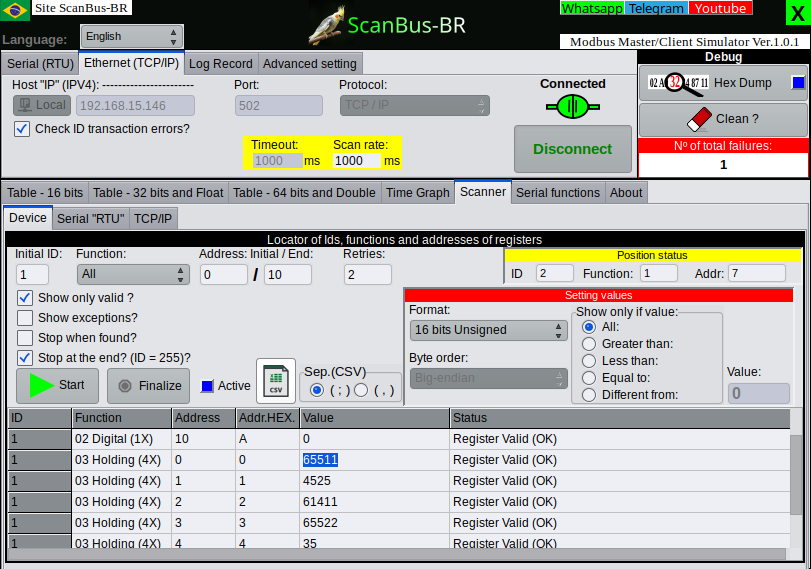 Site ScanBus-BR
Language:
English
ScanBus-BR
Whatsapp Telegram Youtube
X
Modbus Master/Client Simulator Ver.1.0.1
Serial (RTU) Ethernet (TCP/IP) Log Record Advanced setting
Debug
Host "IP" (IPV4): ------------------------
Port:
Protocol:
Connected
Local
192.168.15.146
502
TCP / IP
Hex Dump
Check ID transaction errors?
Clean ?
Timeout:
Scan rate:
1000 ms
1000 ms
Disconnect
Nº of total failures:
1
Table - 16 bits Table - 32 bits and Float Table - 64 bits and Double Time Graph Scanner Serial functions About
Device Serial "RTU" TCP/IP
Locator of Ids, functions and addresses of registers
Initial ID:
Function:
Address: Initial / End:
Retries:
1
All
0 / 10
2
Position status
ID 2 Function: 1 Addr: 7
Show only valid ?
Show exceptions?
Stop when found?
Stop at the end? (ID = 255)?
Setting values
Format:
16 bits Unsigned
Byte order:
Big-endian
Show only if value:
All:
Greater than:
Less than:
Equal to:
Different from:
Value:
0
Start
Finalize
Active
CSV
Sep.(CSV)
( ; ) ( , )
ID Function Address Addr.HEX. Value Status
1 02 Digital (1X) 10 A 0 Register Valid (OK)
1 03 Holding (4X) 0 0 65511 Register Valid (OK)
1 03 Holding (4X) 1 1 4525 Register Valid (OK)
1 03 Holding (4X) 2 2 61411 Register Valid (OK)
1 03 Holding (4X) 3 3 65522 Register Valid (OK)
1 03 Holding (4X) 4 4 35 Register Valid (OK)